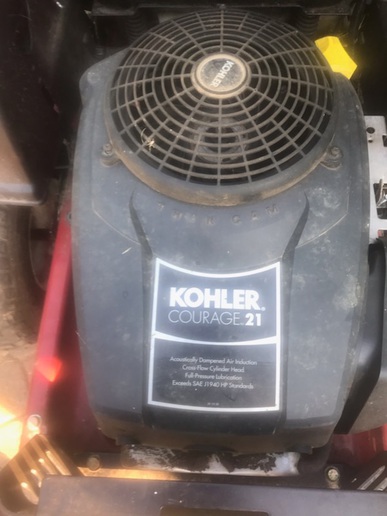 KOHLER
TWIN CAM
KOHLER.
COURAGE 21
Acoustically Dampened Air Induction
Cross-Flow Cylinder Head
Full-Pressure Lubrication
Exceeds SAE J1940 HP Standards